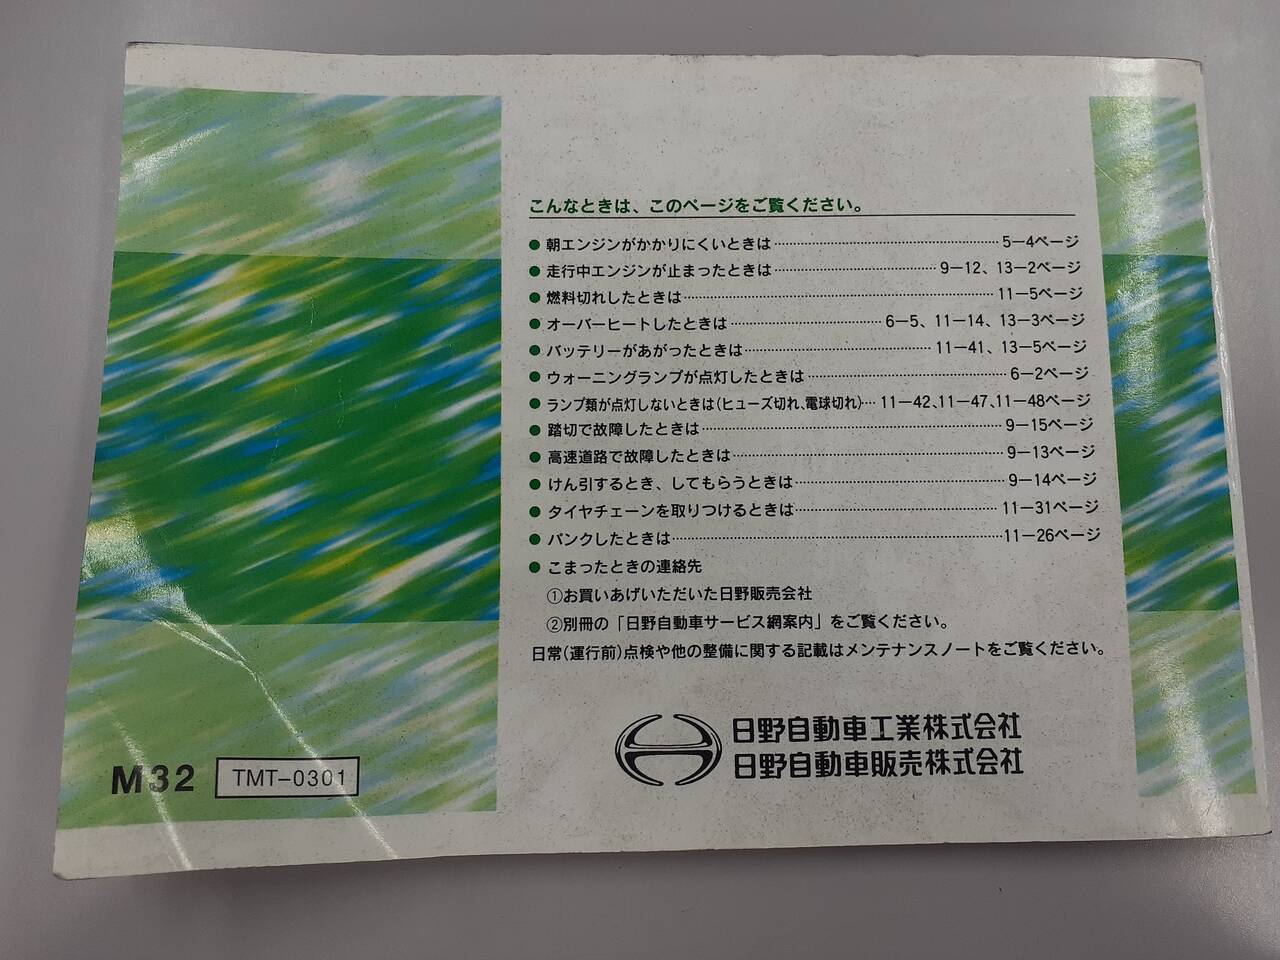 こんなときは、このページをご覧ください。
●朝エンジンがかかりにくいときは……………………5−4ページ
●走行中エンジンが止まったときは……………………9−12、13−2ページ
●燃料切れしたときは……………………11−5ページ
●オーバーヒートしたときは……………………6−5、11−14、13−3ページ
●バッテリーがあがったときは……………………11−41、13−5ページ
●ウォーニングランプが点灯したときは……………………6−2ページ
●ランプ類が点灯しないときは(ヒューズ切れ、電球切れ)…11−42、11−47、11−48ページ
●踏切で故障したときは……………………9−15ページ
●高速道路で故障したときは……………………9−13ページ
●けん引するとき、してもらうときは……………………9−14ページ
●タイヤチェーンを取りつけるときは……………………11−31ページ
●パンクしたときは……………………11−26ページ
●こまったときの連絡先
①お買いあげいただいた日野販売会社
②別冊の「日野自動車サービス網案内」をご覧ください。
日常(運行前)点検や他の整備に関する記載はメンテナンスノートをご覧ください。
日野自動車工業株式会社
日野自動車販売株式会社
M32 TMT−0301